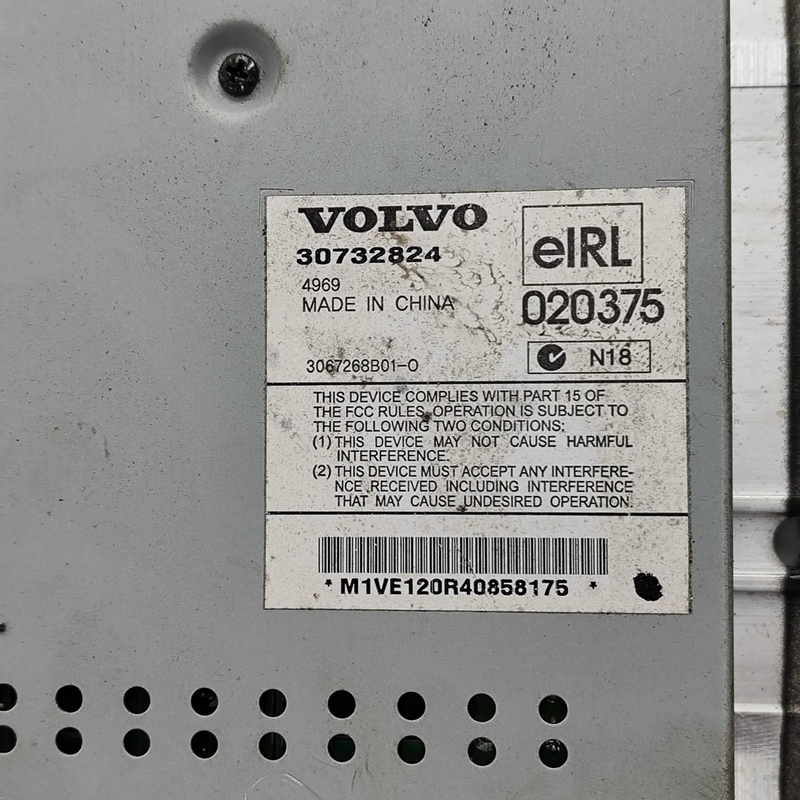 VOLVO
30732824
4969
MADE IN CHINA
eIRL
020375
3067268B01-O
N18
THIS DEVICE COMPLIES WITH PART 15 OF
THE FCC RULES, OPERATION IS SUBJECT TO
THE FOLLOWING TWO CONDITIONS;
(1) THIS DEVICE MAY NOT CAUSE HARMFUL
INTERFERENCE.
(2) THIS DEVICE MUST ACCEPT ANY INTERFERE-
NCE RECEIVED INCLUDING INTERFERENCE
THAT MAY CAUSE UNDESIRED OPERATION.
* M1VE120R40858175 *